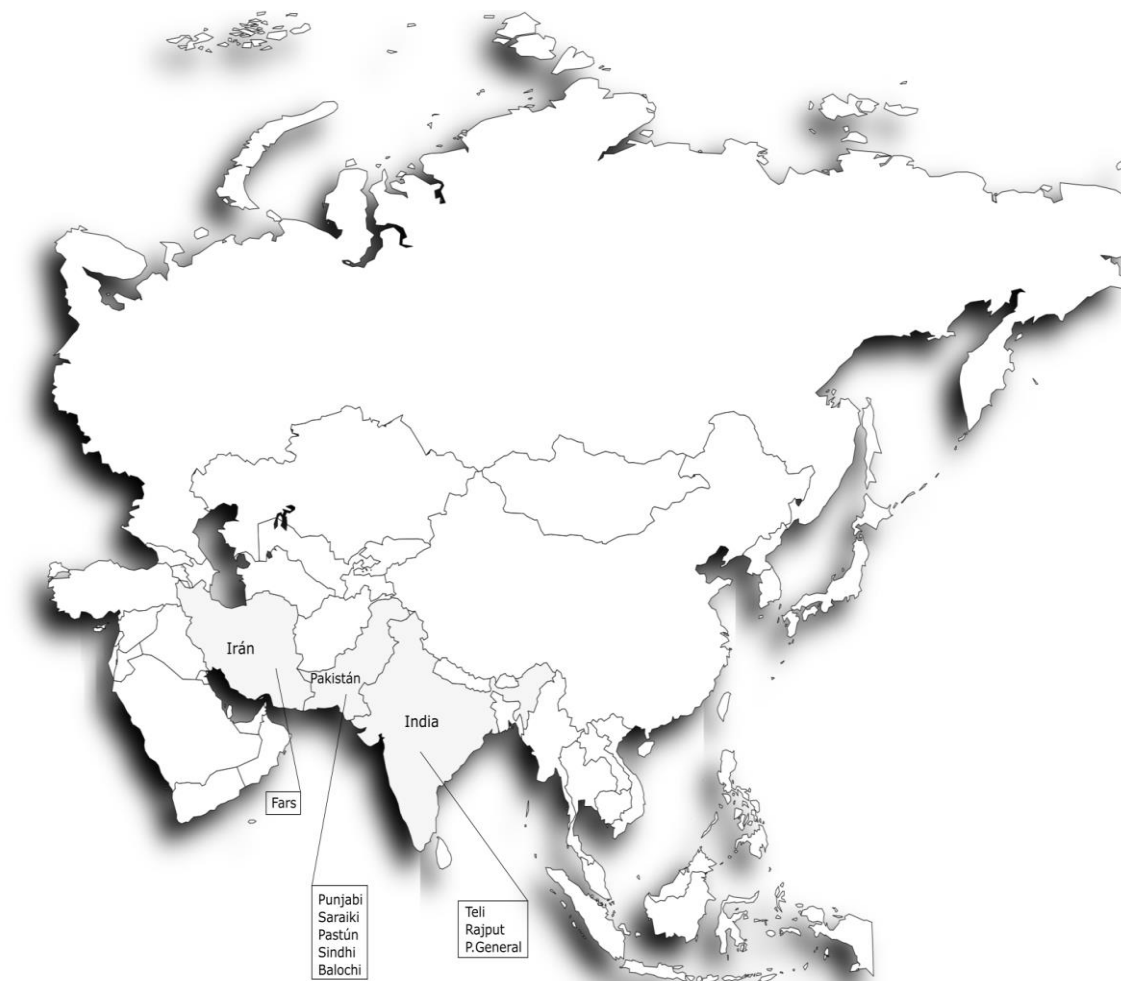 Irán
Pakistán
India
Fars
Punjabi
Saraiki
Pastún
Sindhi
Balochi
Teli
Rajput
P.General